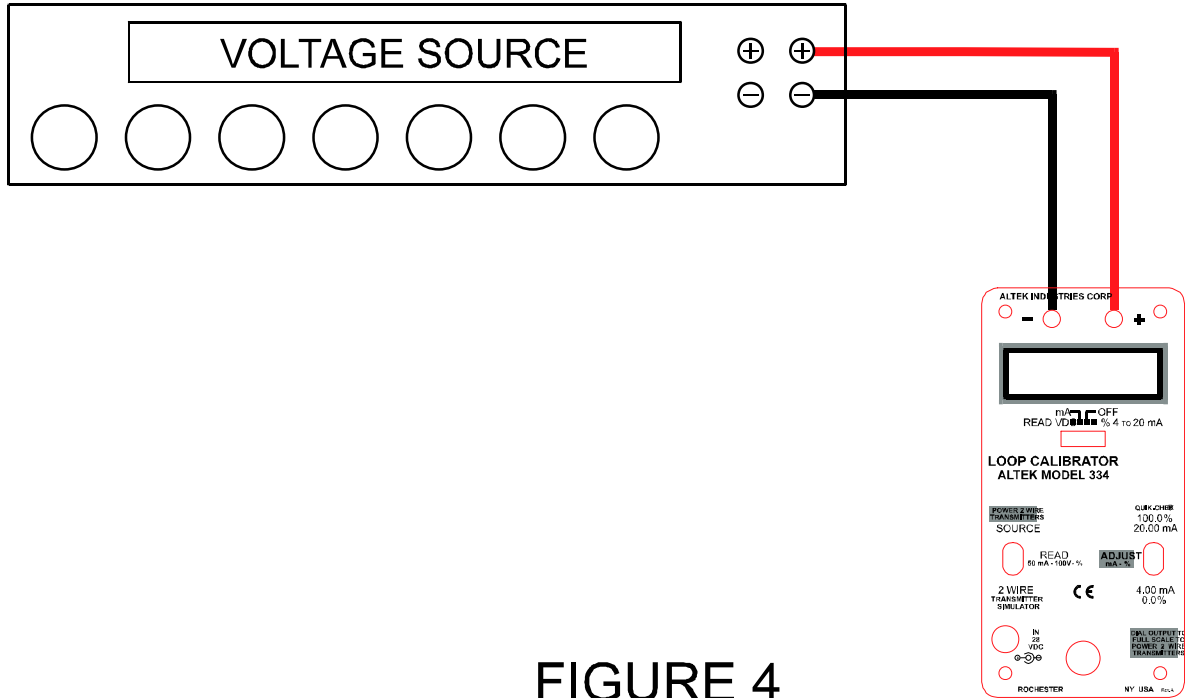 VOLTAGE SOURCE
ALTEK INDUSTRIES CORP
- +
mA OFF
READ VDC % 4 TO 20 mA
LOOP CALIBRATOR
ALTEK MODEL 334
POWER 2 WIRE
TRANSMITTERS
SOURCE
QUIK-CHEK
100.0%
20.00 mA
READ
50 mA - 100V - %
ADJUST
mA - %
2 WIRE
TRANSMITTER
SIMULATOR
CE
4.00 mA
0.0%
IN
28
VDC
DIAL OUTPUT TO
FULL SCALE TO
POWER 2 WIRE
TRANSMITTERS
ROCHESTER NY USA
FIGURE 4